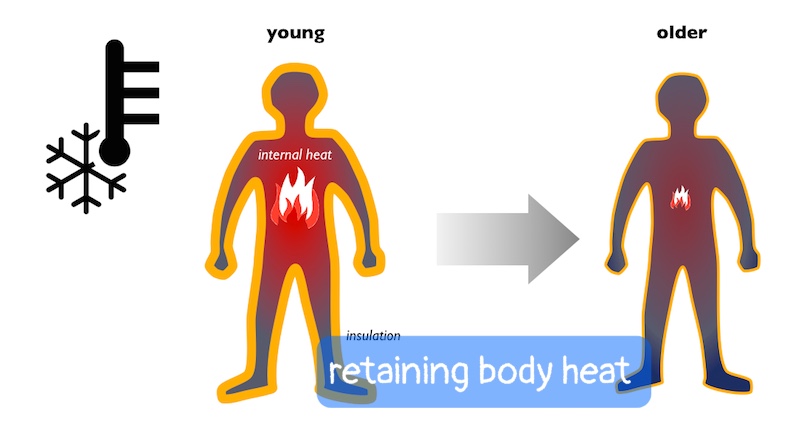 young
older
internal heat
insulation
retaining body heat